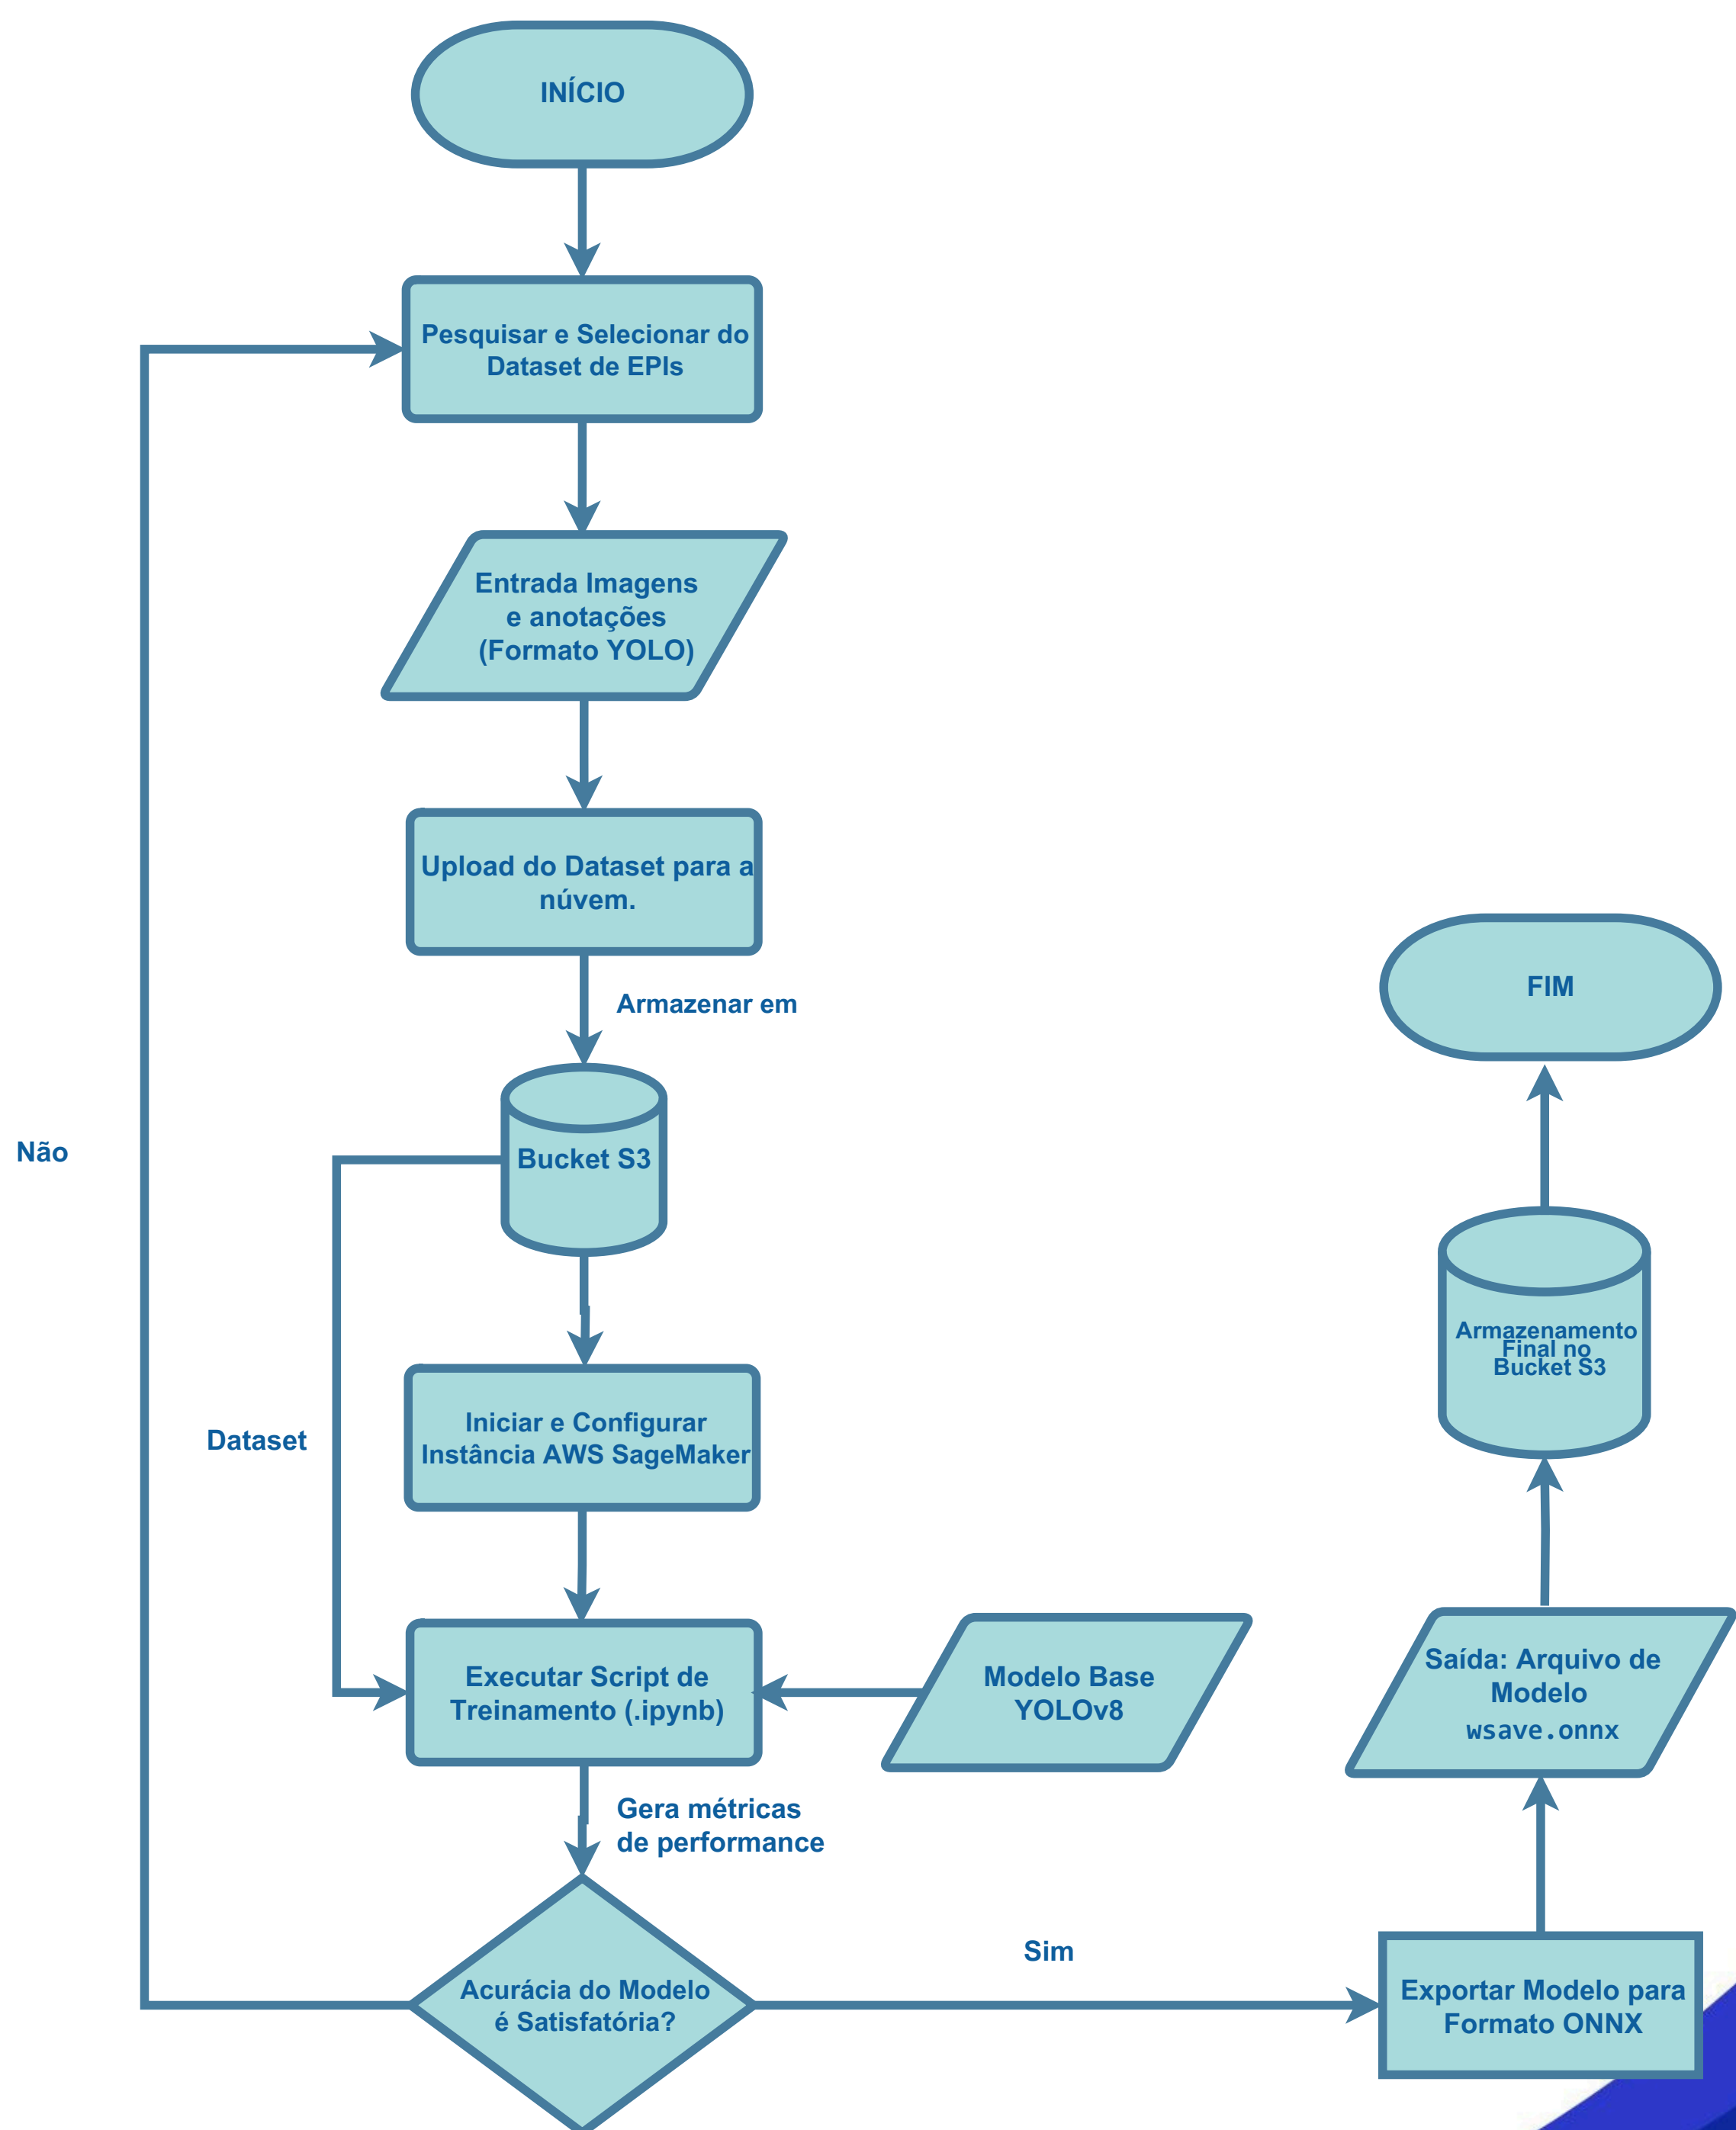 INÍCIO
Pesquisar e Selecionar do
Dataset de EPIs
Entrada Imagens
e anotações
(Formato YOLO)
Upload do Dataset para a
núvem.
Armazenar em
Bucket S3
Não
Dataset
Iniciar e Configurar
Instância AWS SageMaker
Executar Script de
Treinamento (.ipynb)
Modelo Base
YOLOv8
Gera métricas
de performance
Acurácia do Modelo
é Satisfatória?
Sim
Exportar Modelo para
Formato ONNX
Saída: Arquivo de
Modelo
wsave.onnx
Armazenamento
Final no
Bucket S3
FIM